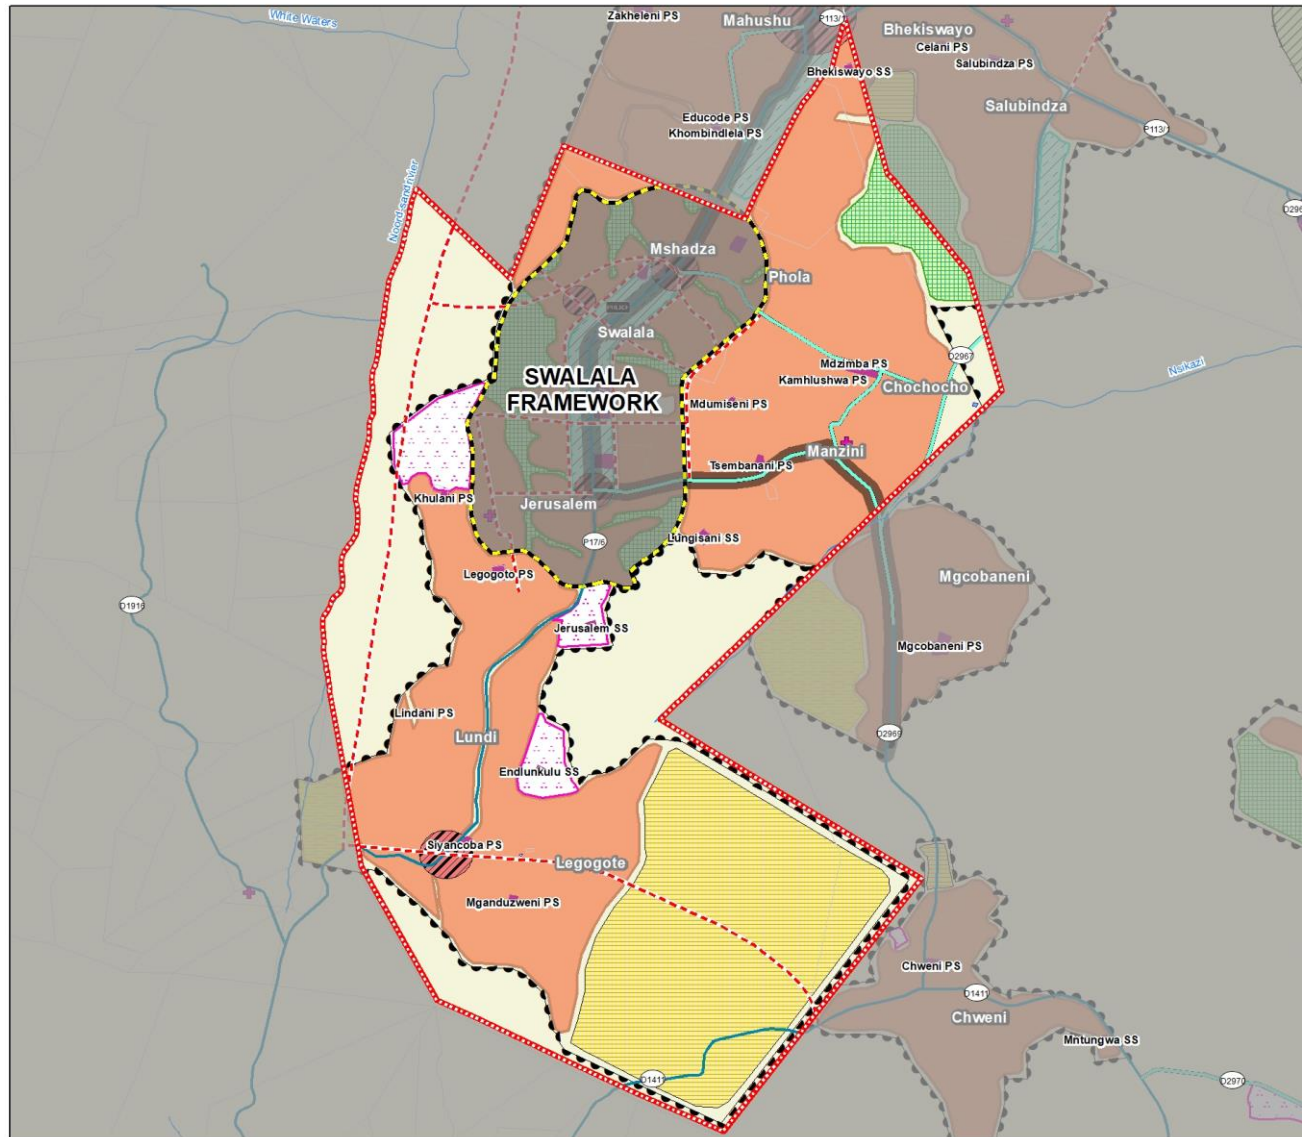 White Waters
Zakheleni PS
Mahushu
P113/1
Bhekiswayo
Celani PS
Salubindza PS
Bhekiswayo SS
Salubindza
Educode PS
Khombindlela PS
P113/1
Noord-sandrivier
Mshadza
Phola
Swalala
D2967
Mdzimba PS
Kamhlushwa PS
Nsikazi
SWALALA
FRAMEWORK
Chochocho
Mdumiseni PS
Manzini
Tsembanani PS
Khulani PS
Jerusalem
P17/6
Lungisani SS
Legogoto PS
Mgcobaneni
D1916
Jerusalem SS
Mgcobaneni PS
Lindani PS
Lundi
D2969
Endlunkulu SS
Siyancoba PS
Legogote
Mganduzweni PS
Chweni PS
D1411
Chweni
Mntungwa SS
D1411
D2970